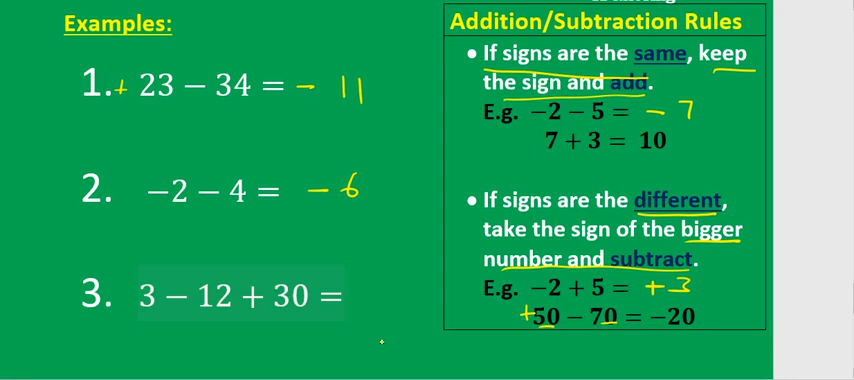 Examples:
1. + 23 − 34 = − 11
2. −2 − 4 = − 6
3. 3 − 12 + 30 =
Addition/Subtraction Rules
• If signs are the same, keep
the sign and add.
E.g. −2 − 5 = − 7
7 + 3 = 10
• If signs are the different,
take the sign of the bigger
number and subtract.
E.g. −2 + 5 = +3
+50 − 70 = −20